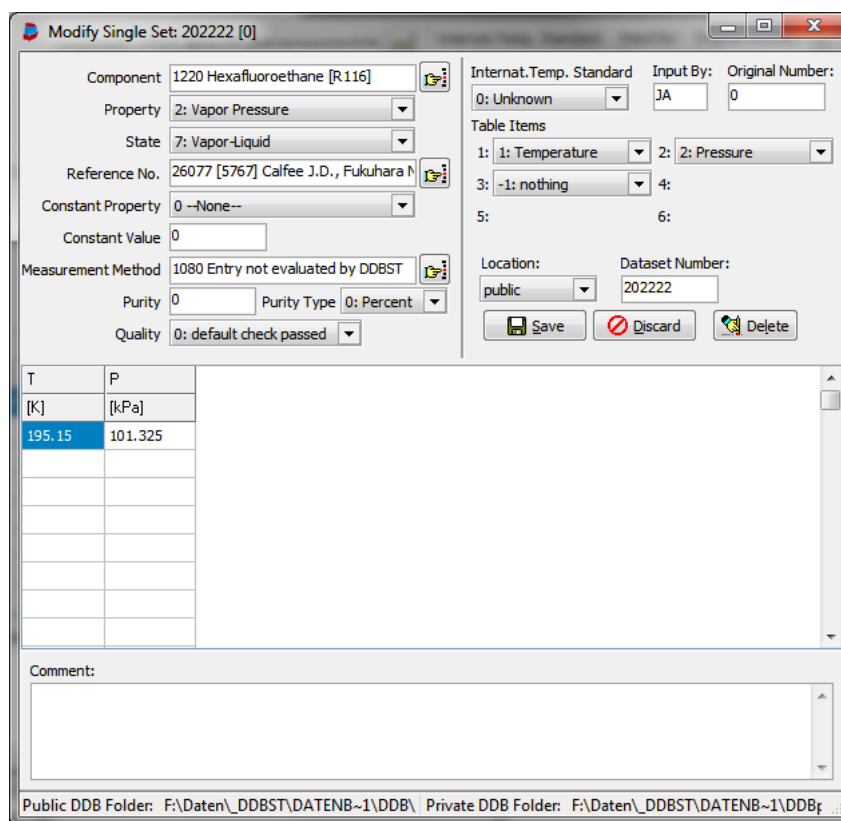 Modify Single Set: 202222 [0]
Component 1220 Hexafluoroethane [R116]
Property 2: Vapor Pressure
State 7: Vapor-Liquid
Reference No. 26077 [5767] Calfee J.D., Fukuhara N
Constant Property 0 --None--
Constant Value 0
Measurement Method 1080 Entry not evaluated by DDBST
Purity 0 Purity Type 0: Percent
Quality 0: default check passed
Internat.Temp. Standard Input By: Original Number:
0: Unknown JA 0
Table Items
1: 1: Temperature 2: 2: Pressure
3: -1: nothing 4:
5: 6:
Location: Dataset Number:
public 202222
Save Discard Delete
T P
[K] [kPa]
195.15 101.325
Comment:
Public DDB Folder: F:\Daten\_DDBST\DATENB~1\DDB\ Private DDB Folder: F:\Daten\_DDBST\DATENB~1\DDBp